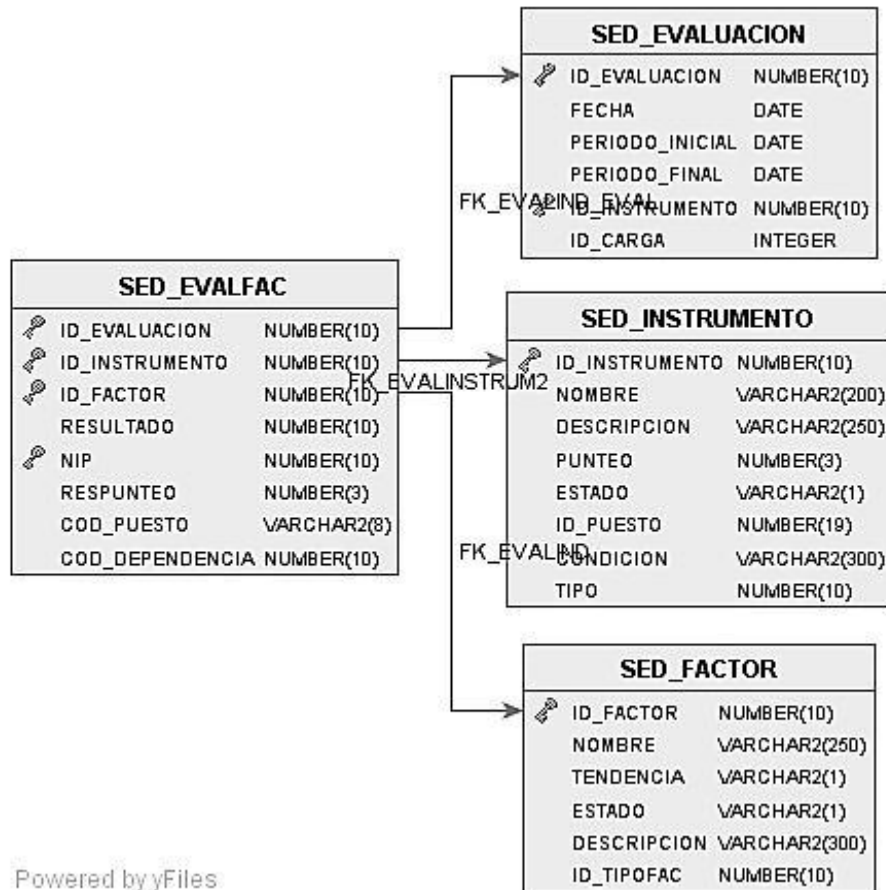 SED_EVALUACION
ID_EVALUACION NUMBER(10)
FECHA DATE
PERIODO_INICIAL DATE
PERIODO_FINAL DATE
FK_EVALIND_EVAL
ID_INSTRUMENTO NUMBER(10)
ID_CARGA INTEGER
SED_EVALFAC
ID_EVALUACION NUMBER(10)
ID_INSTRUMENTO NUMBER(10)
ID_FACTOR NUMBER(10)
RESULTADO NUMBER(10)
NIP NUMBER(10)
RESPUNTEO NUMBER(3)
COD_PUESTO VARCHAR2(8)
COD_DEPENDENCIA NUMBER(10)
FK_EVALINSTRUM2
FK_EVALIND
SED_INSTRUMENTO
ID_INSTRUMENTO NUMBER(10)
NOMBRE VARCHAR2(200)
DESCRIPCION VARCHAR2(250)
PUNTEO NUMBER(3)
ESTADO VARCHAR2(1)
ID_PUESTO NUMBER(19)
CONDICION VARCHAR2(300)
TIPO NUMBER(10)
SED_FACTOR
ID_FACTOR NUMBER(10)
NOMBRE VARCHAR2(250)
TENDENCIA VARCHAR2(1)
ESTADO VARCHAR2(1)
DESCRIPCION VARCHAR2(300)
ID_TIPOFAC NUMBER(10)
Powered by yFiles